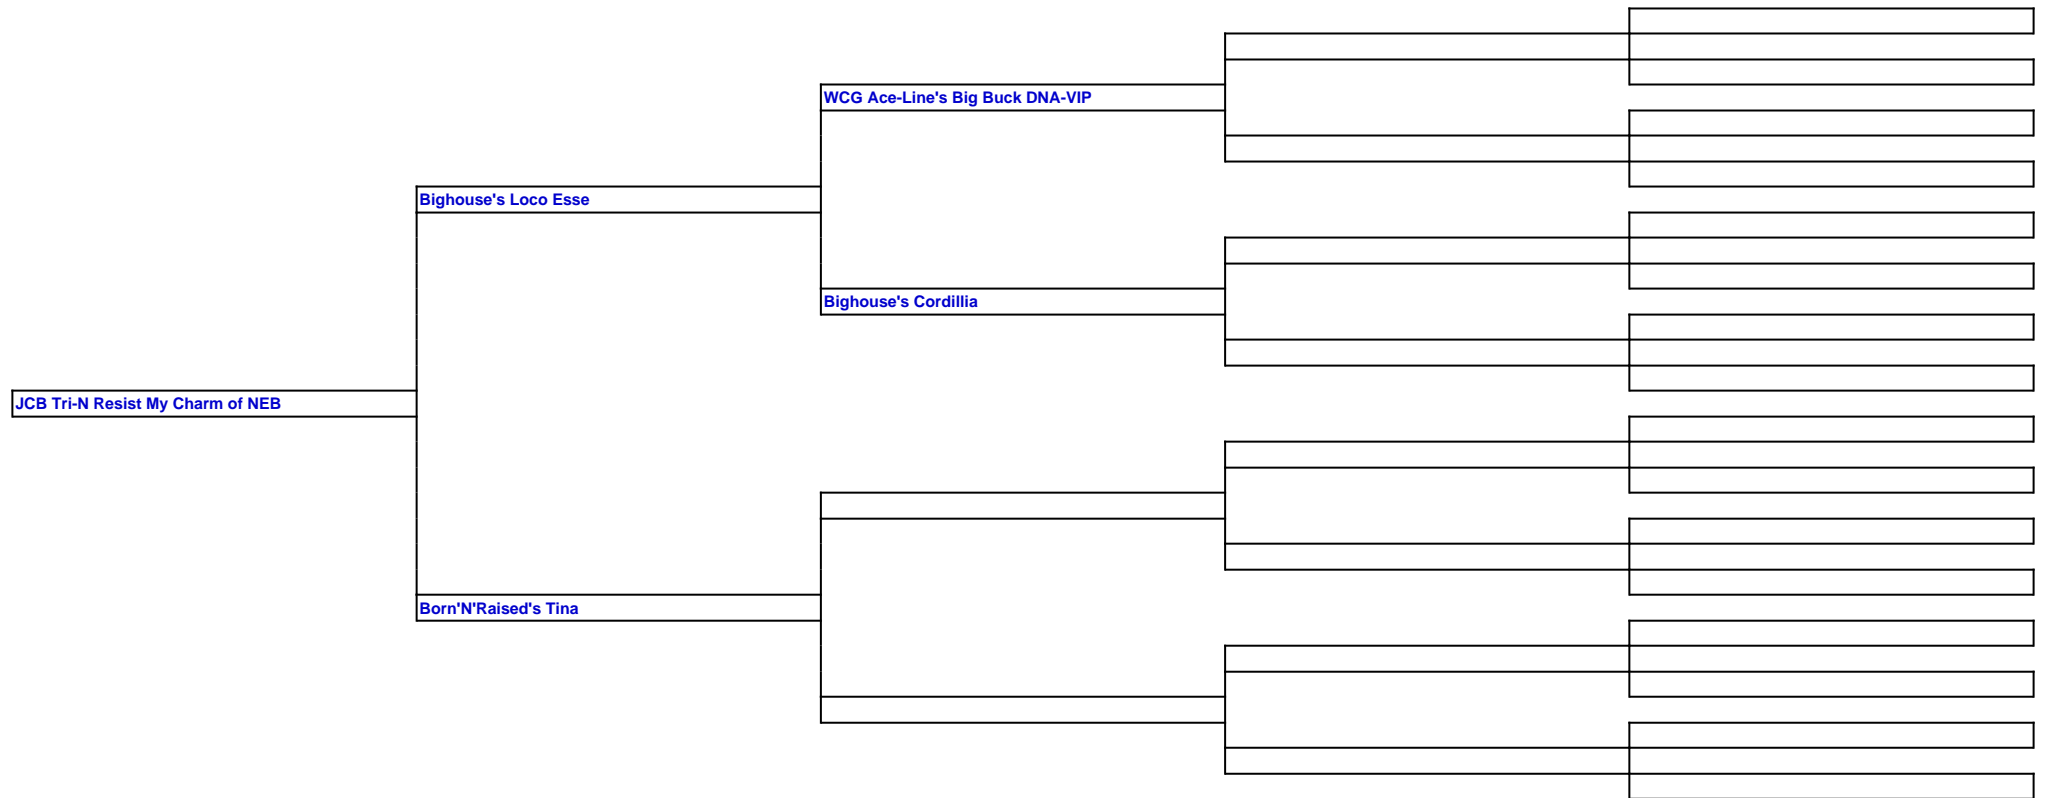 WCG Ace-Line's Big Buck DNA-VIP
Bighouse's Loco Esse
Bighouse's Cordillia
JCB Tri-N Resist My Charm of NEB
Born'N'Raised's Tina